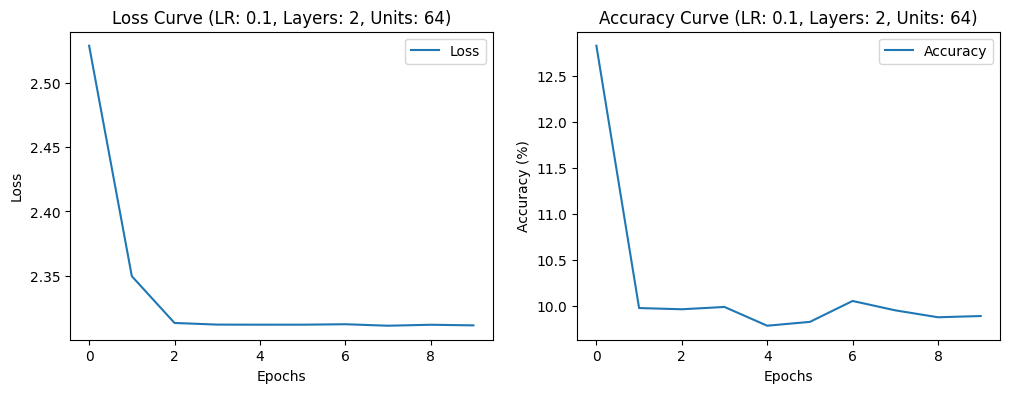 Loss Curve (LR: 0.1, Layers: 2, Units: 64)
Loss
2.50
2.45
2.40
2.35
Loss
0 2 4 6 8
Epochs
Accuracy Curve (LR: 0.1, Layers: 2, Units: 64)
Accuracy
12.5
12.0
11.5
11.0
10.5
10.0
Accuracy (%)
0 2 4 6 8
Epochs